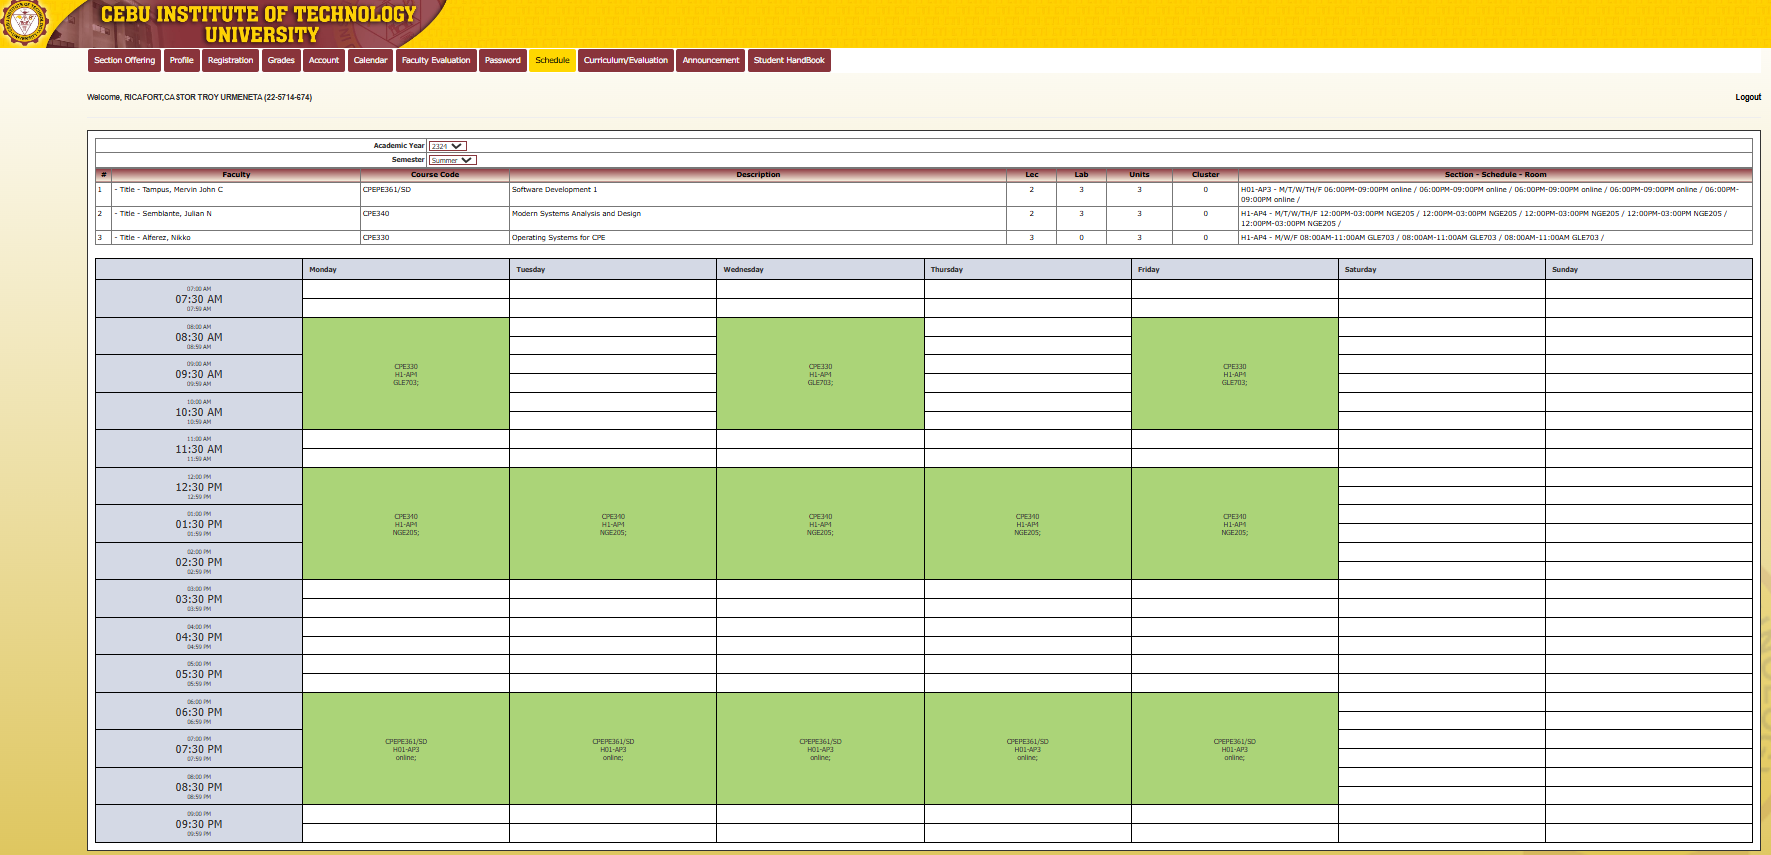 CEBU INSTITUTE OF TECHNOLOGY
UNIVERSITY
Section Offering Profile Registration Grades Account Calendar Faculty Evaluation Password Schedule Curriculum/Evaluation Announcement Student HandBook
Welcome, RICAFORT,CASTOR TROY URMENETA (22-5714-674) Logout
Academic Year 2324
Semester Summer
# Faculty Course Code Description Lec Lab Units Cluster Section - Schedule - Room
1 - Title - Tampus, Mervin John C CPEPE361/SD Software Development 1 2 3 3 0 H01-AP3 - M/T/W/TH/F 06:00PM-09:00PM online / 06:00PM-09:00PM online / 06:00PM-09:00PM online / 06:00PM-09:00PM online / 06:00PM-
09:00PM online /
2 - Title - Semblante, Julian N CPE340 Modern Systems Analysis and Design 2 3 3 0 H1-AP4 - M/T/W/TH/F 12:00PM-03:00PM NGE205 / 12:00PM-03:00PM NGE205 / 12:00PM-03:00PM NGE205 / 12:00PM-03:00PM NGE205 /
12:00PM-03:00PM NGE205 /
3 - Title - Alferez, Nikko CPE330 Operating Systems for CPE 3 0 3 0 H1-AP4 - M/W/F 08:00AM-11:00AM GLE703 / 08:00AM-11:00AM GLE703 / 08:00AM-11:00AM GLE703 /
Monday Tuesday Wednesday Thursday Friday Saturday Sunday
07:00 AM
07:30 AM
07:59 AM
08:00 AM
08:30 AM
08:59 AM
09:00 AM
09:30 AM
09:59 AM
CPE330 CPE330 CPE330
H1-AP4 H1-AP4 H1-AP4
GLE703; GLE703; GLE703;
10:00 AM
10:30 AM
10:59 AM
11:00 AM
11:30 AM
11:59 AM
12:00 PM
12:30 PM
12:59 PM
01:00 PM
01:30 PM
01:59 PM
CPE340 CPE340 CPE340 CPE340 CPE340
H1-AP4 H1-AP4 H1-AP4 H1-AP4 H1-AP4
NGE205; NGE205; NGE205; NGE205; NGE205;
02:00 PM
02:30 PM
02:59 PM
03:00 PM
03:30 PM
03:59 PM
04:00 PM
04:30 PM
04:59 PM
05:00 PM
05:30 PM
05:59 PM
06:00 PM
06:30 PM
06:59 PM
07:00 PM
07:30 PM
07:59 PM
CPEPE361/SD CPEPE361/SD CPEPE361/SD CPEPE361/SD CPEPE361/SD
H01-AP3 H01-AP3 H01-AP3 H01-AP3 H01-AP3
online; online; online; online; online;
08:00 PM
08:30 PM
08:59 PM
09:00 PM
09:30 PM
09:59 PM